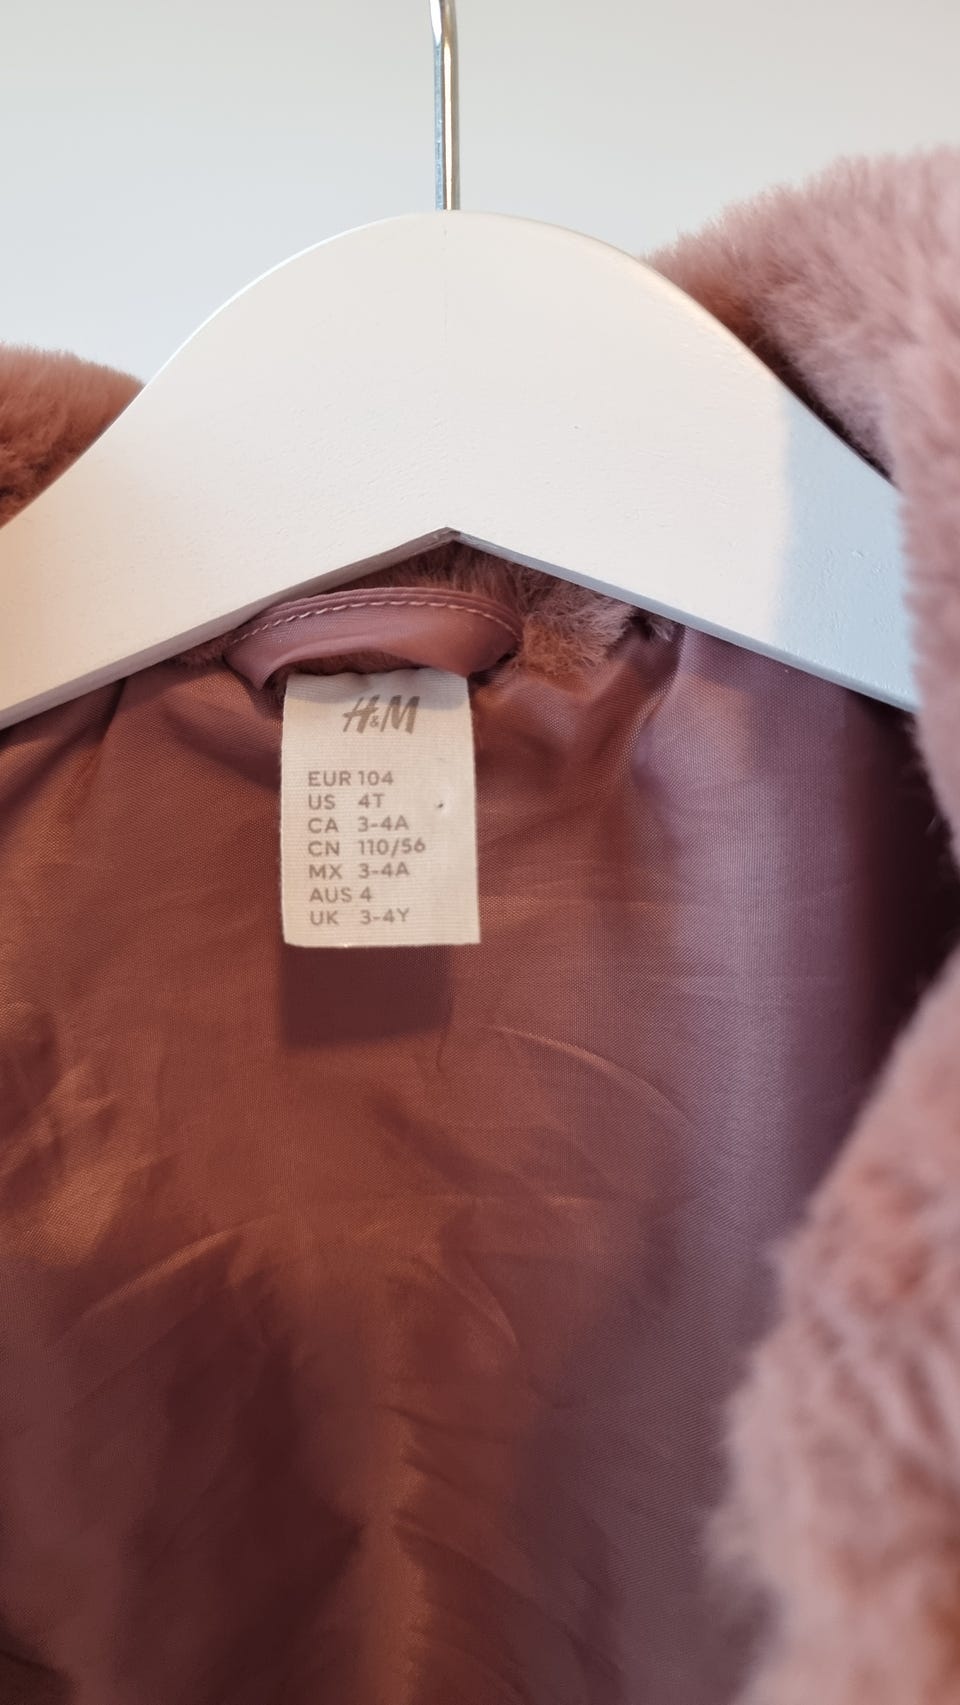 H&M
EUR 104
US 4T
CA 3-4A
CN 110/56
MX 3-4A
AUS 4
UK 3-4Y